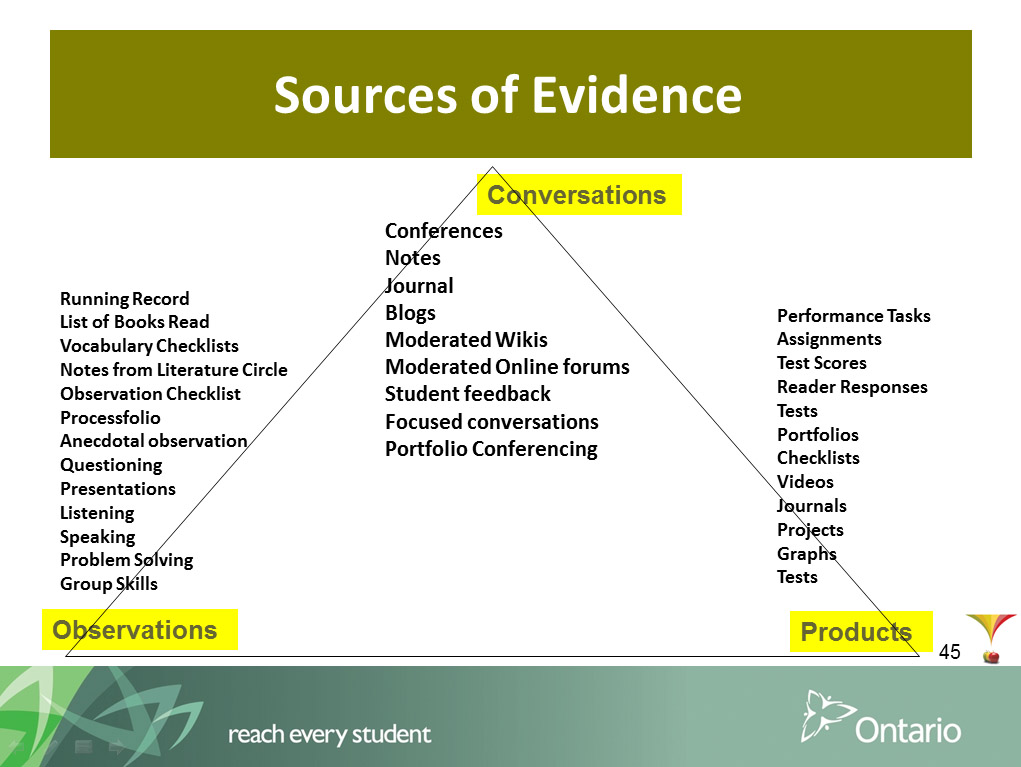 Sources of Evidence
Conversations
Conferences
Notes
Journal
Blogs
Moderated Wikis
Moderated Online forums
Student feedback
Focused conversations
Portfolio Conferencing
Running Record
List of Books Read
Vocabulary Checklists
Notes from Literature Circle
Observation Checklist
Processfolio
Anecdotal observation
Questioning
Presentations
Listening
Speaking
Problem Solving
Group Skills
Observations
Performance Tasks
Assignments
Test Scores
Reader Responses
Tests
Portfolios
Checklists
Videos
Journals
Projects
Graphs
Tests
Products
45
reach every student
Ontario